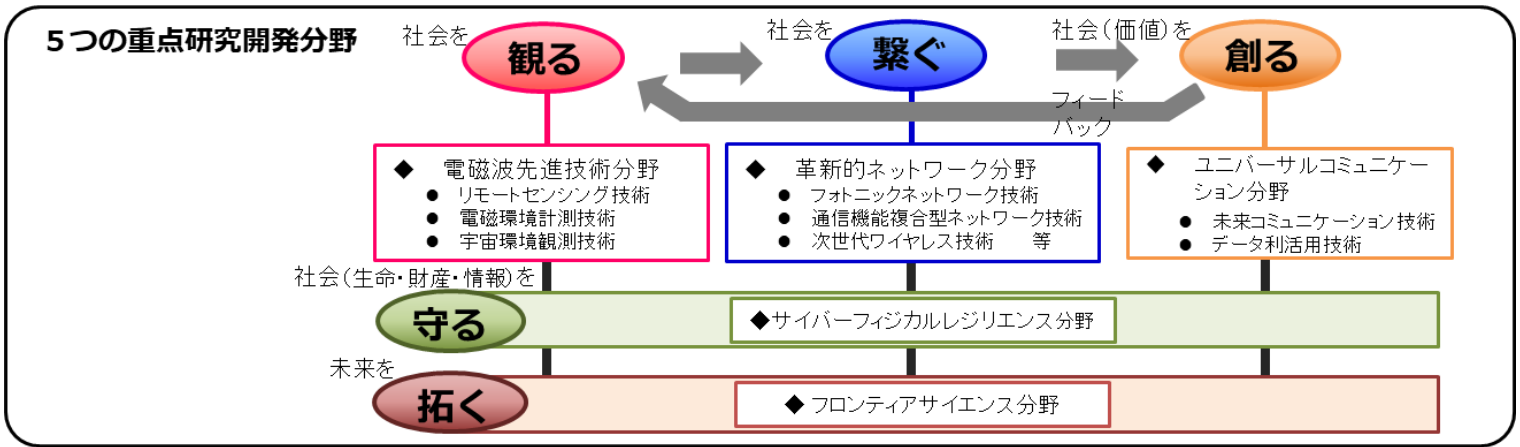 ５つの重点研究開発分野
社会を
観る
社会を
繋ぐ
社会（価値）を
創る
フィード
バック
◆ 電磁波先進技術分野
● リモートセンシング技術
● 電磁環境計測技術
● 宇宙環境観測技術
◆ 革新的ネットワーク分野
● フォトニックネットワーク技術
● 通信機能複合型ネットワーク技術
● 次世代ワイヤレス技術　等
◆ ユニバーサルコミュニケー
ション分野
● 未来コミュニケーション技術
● データ利活用技術
社会（生命・財産・情報）を
守る
◆サイバーフィジカルレジリエンス分野
未来を
拓く
◆ フロンティアサイエンス分野